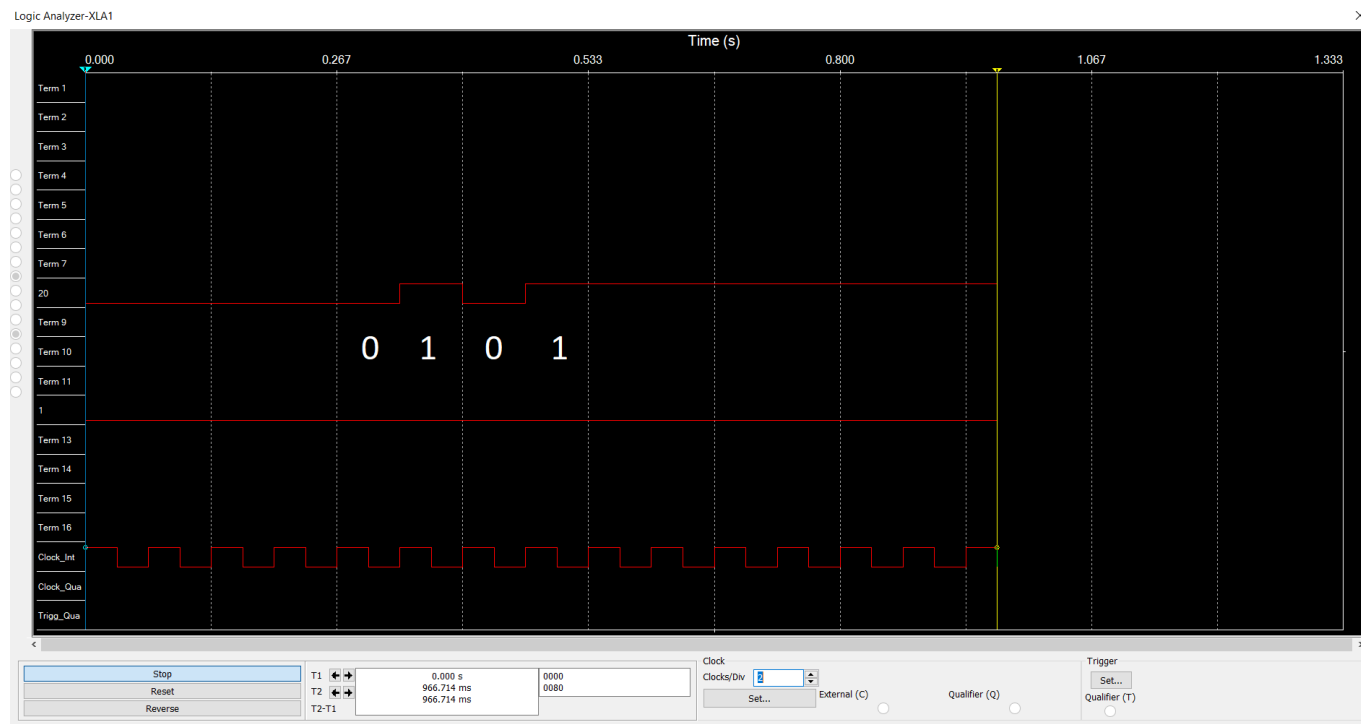 Logic Analyzer-XLA1
Time (s)
0.000 0.267 0.533 0.800 1.067 1.333
Term 1
Term 2
Term 3
Term 4
Term 5
Term 6
Term 7
20
Term 9
Term 10 0 1 0 1
Term 11
1
Term 13
Term 14
Term 15
Term 16
Clock_Int
Clock_Qua
Trigg_Qua
Stop
Reset
Reverse
T1 0.000 s 0000
T2 966.714 ms 0080
T2-T1 966.714 ms
Clock
Clocks/Div 2
Set...
External (C)
Qualifier (Q)
Trigger
Set...
Qualifier (T)